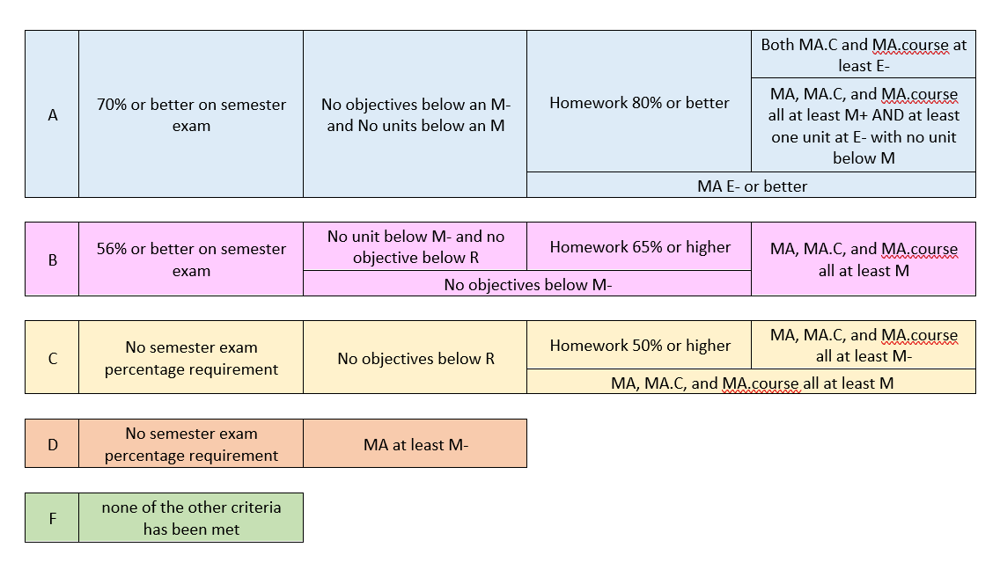 A
70% or better on semester
exam
No objectives below an M-
and No units below an M
Homework 80% or better
Both MA.C and MA.course at
least E-
MA, MA.C, and MA.course
all at least M+ AND at least
one unit at E- with no unit
below M
MA E- or better
B
56% or better on semester
exam
No unit below M- and no
objective below R
Homework 65% or higher
No objectives below M-
MA, MA.C, and MA.course
all at least M
C
No semester exam
percentage requirement
No objectives below R
Homework 50% or higher
MA, MA.C, and MA.course
all at least M-
MA, MA.C, and MA.course all at least M
D
No semester exam
percentage requirement
MA at least M-
F
none of the other criteria
has been met